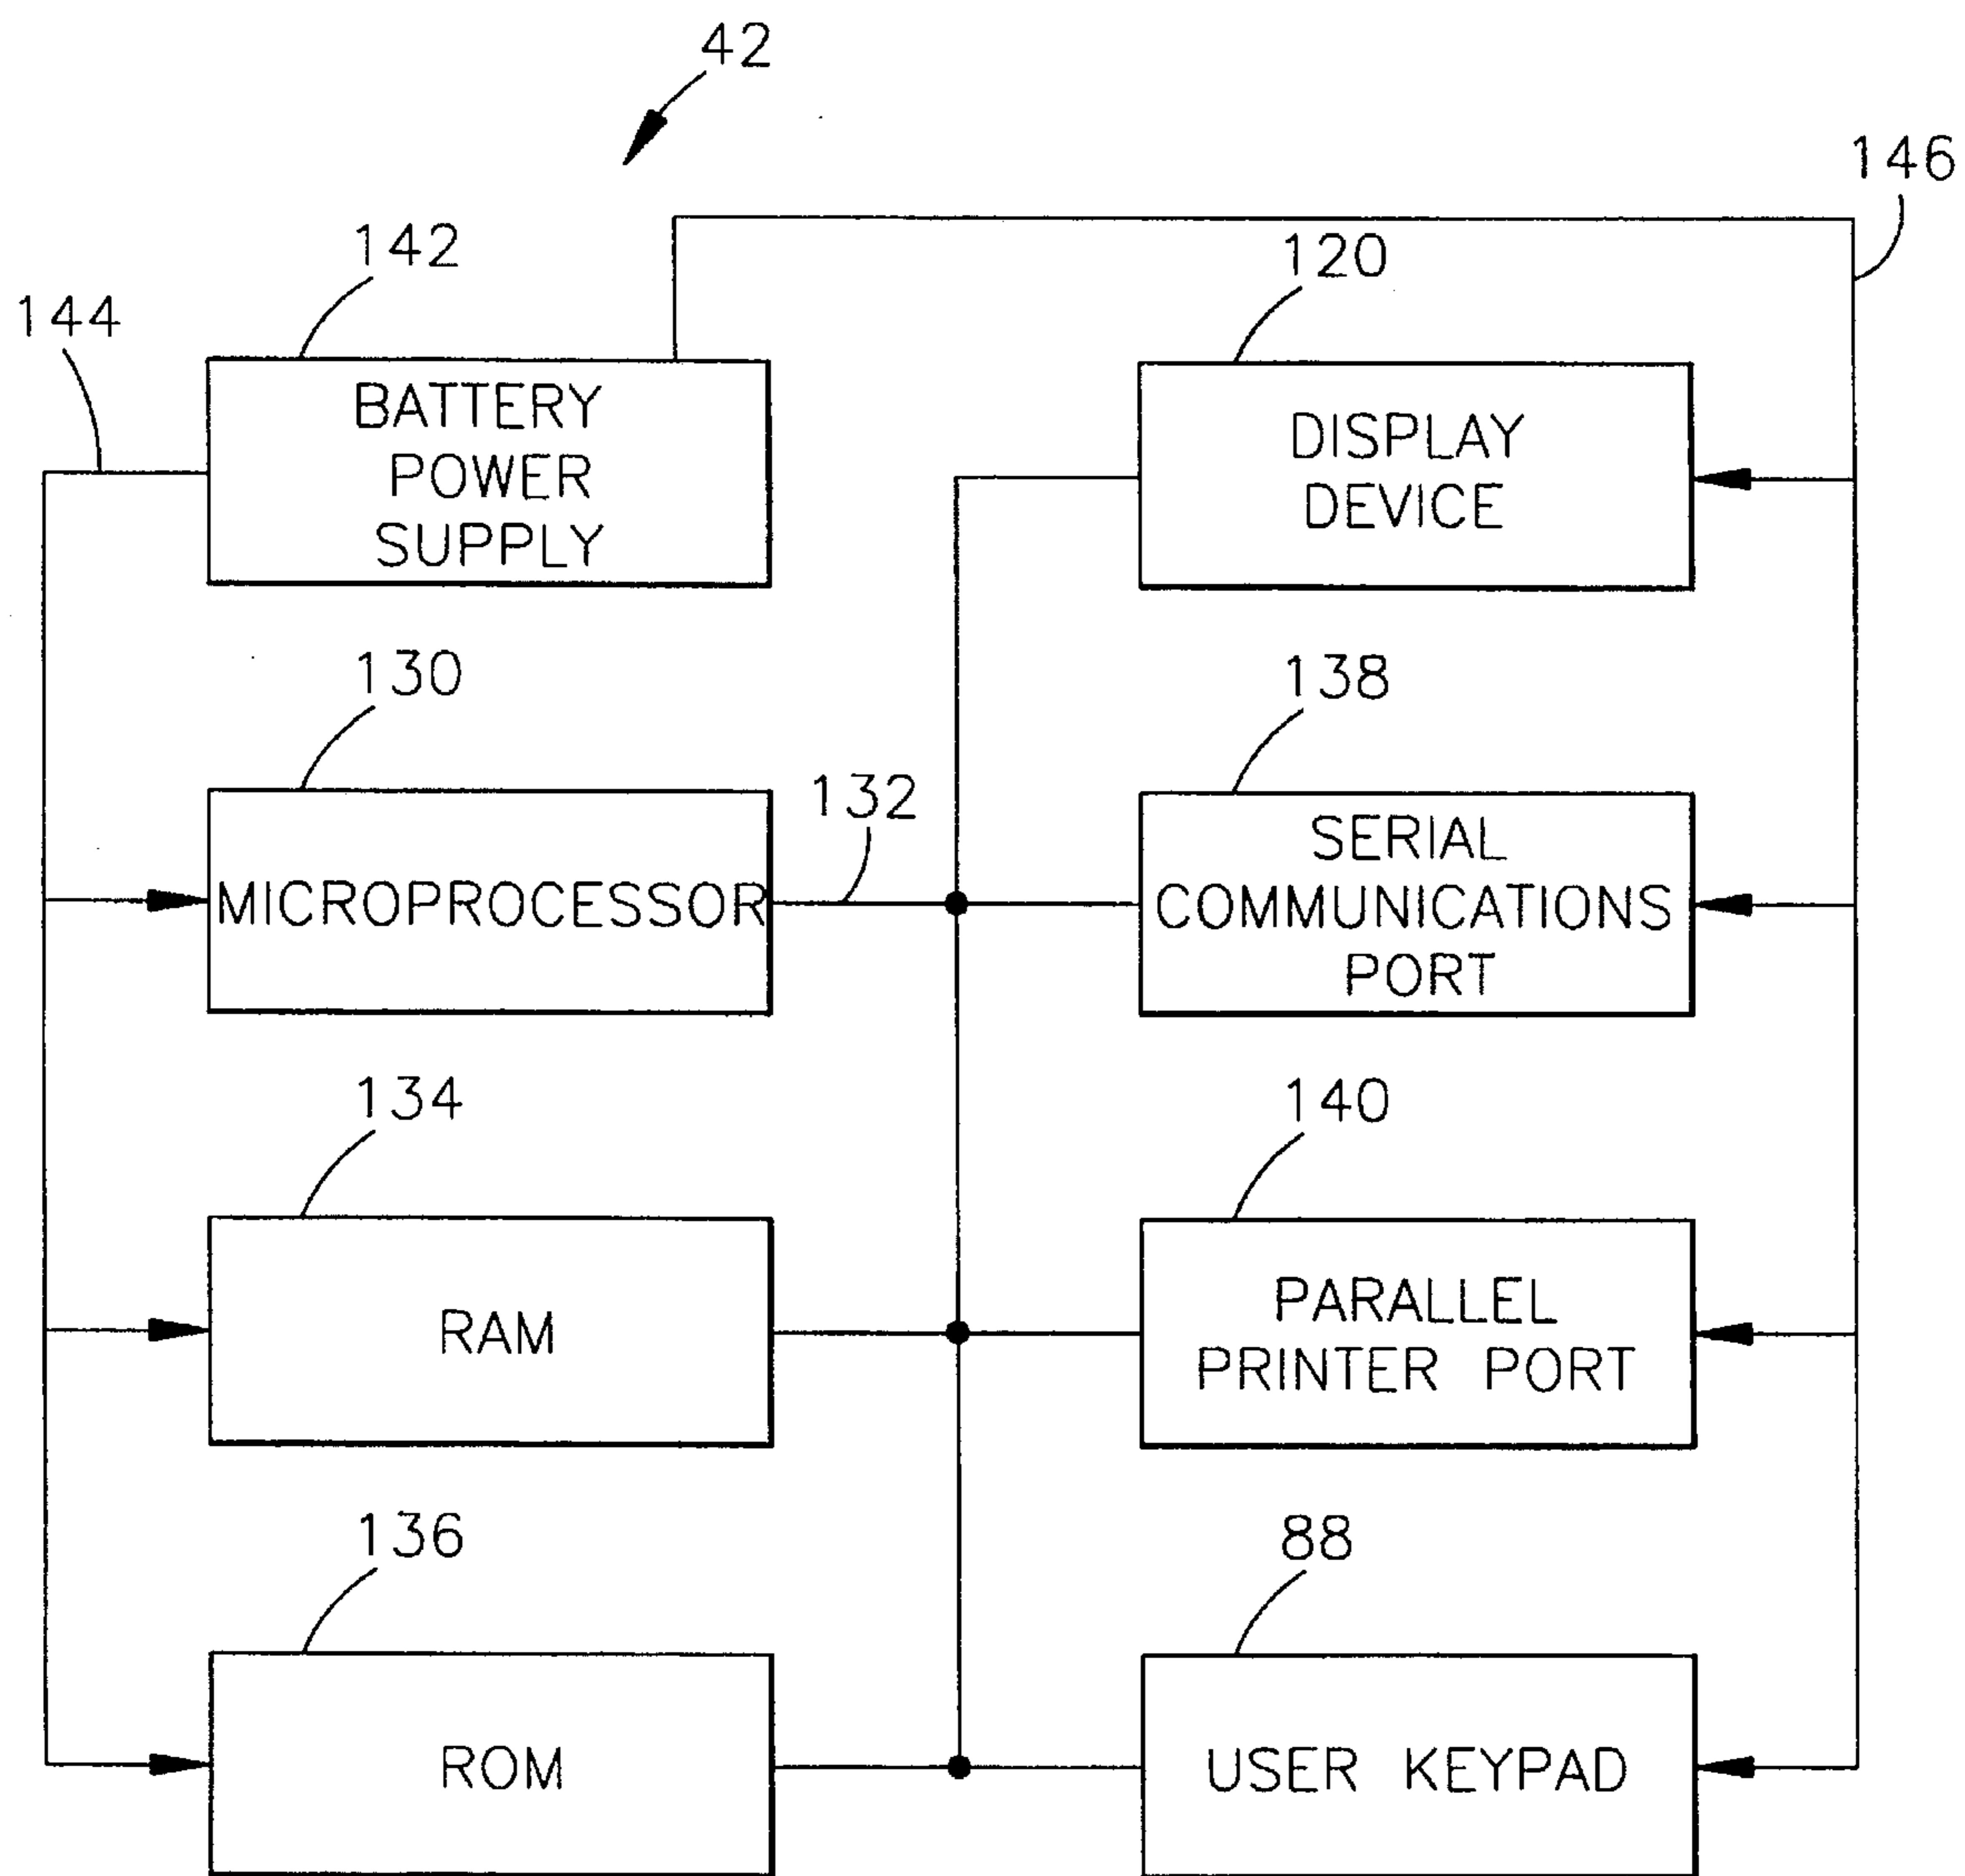 42
146
142
120
144
BATTERY
POWER
SUPPLY
DISPLAY
DEVICE
130
138
132
MICROPROCESSOR
SERIAL
COMMUNICATIONS
PORT
134
140
RAM
PARALLEL
PRINTER PORT
136
88
ROM
USER KEYPAD